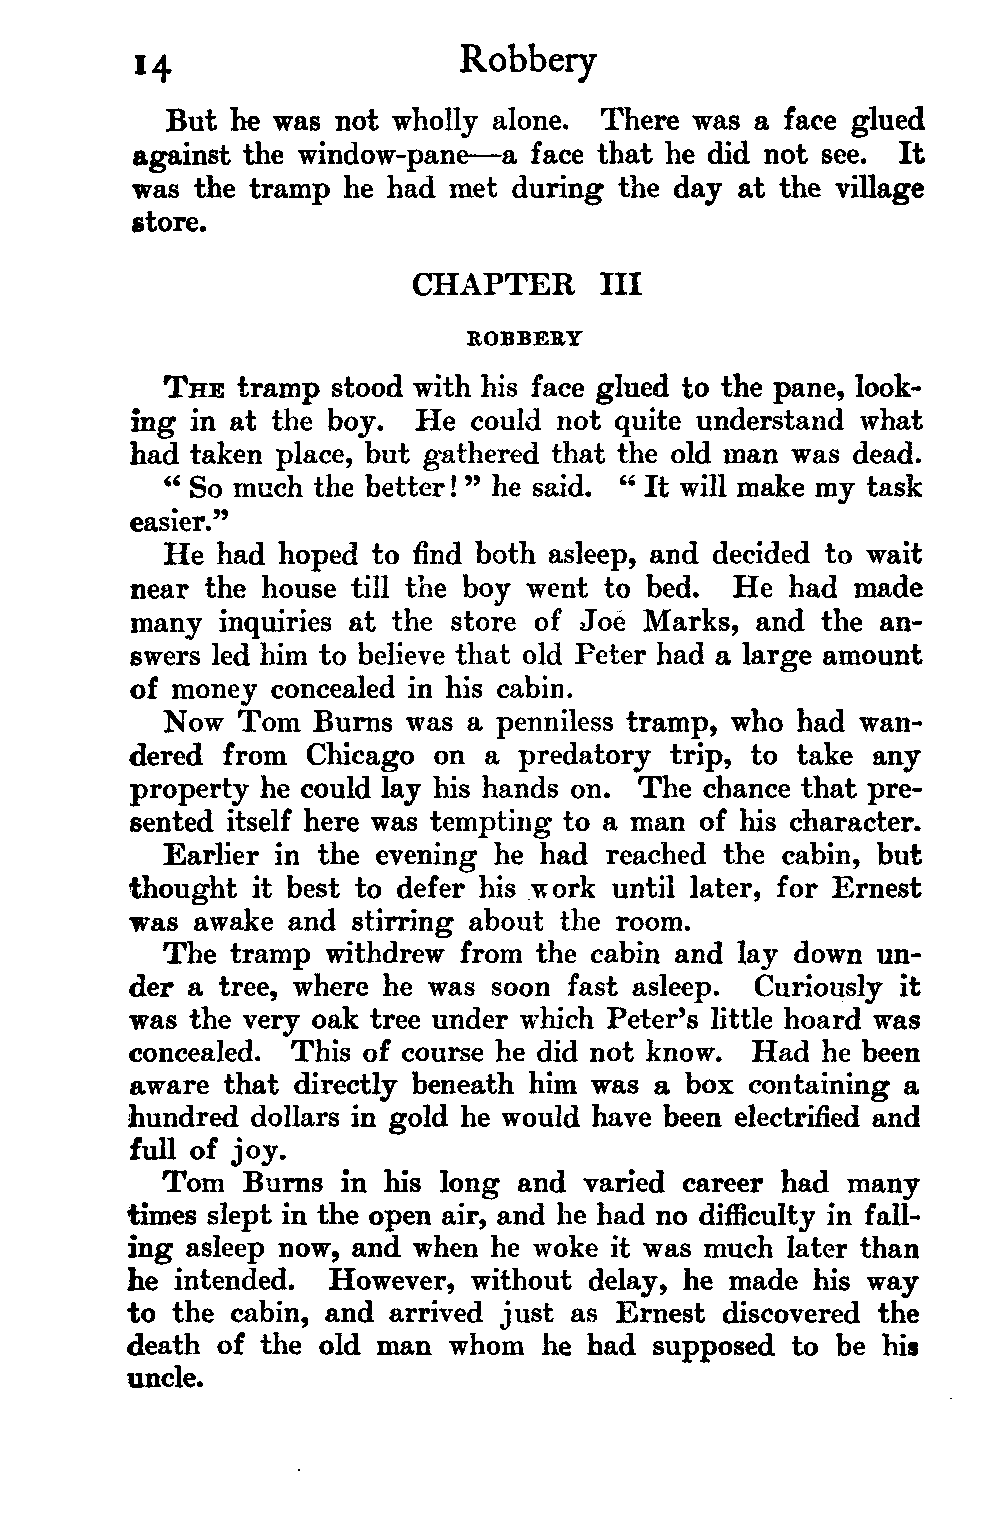 14 Robbery
But he was not wholly alone. There was a face glued
against the window-pane—a face that he did not see. It
was the tramp he had met during the day at the village
store.
CHAPTER III
ROBBERY
THE tramp stood with his face glued to the pane, look-
ing in at the boy. He could not quite understand what
had taken place, but gathered that the old man was dead.
“ So much the better! ” he said. “ It will make my task
easier.”
He had hoped to find both asleep, and decided to wait
near the house till the boy went to bed. He had made
many inquiries at the store of Joe Marks, and the an-
swers led him to believe that old Peter had a large amount
of money concealed in his cabin.
Now Tom Burns was a penniless tramp, who had wan-
dered from Chicago on a predatory trip, to take any
property he could lay his hands on. The chance that pre-
sented itself here was tempting to a man of his character.
Earlier in the evening he had reached the cabin, but
thought it best to defer his work until later, for Ernest
was awake and stirring about the room.
The tramp withdrew from the cabin and lay down un-
der a tree, where he was soon fast asleep. Curiously it
was the very oak tree under which Peter’s little hoard was
concealed. This of course he did not know. Had he been
aware that directly beneath him was a box containing a
hundred dollars in gold he would have been electrified and
full of joy.
Tom Burns in his long and varied career had many
times slept in the open air, and he had no difficulty in fall-
ing asleep now, and when he woke it was much later than
he intended. However, without delay, he made his way
to the cabin, and arrived just as Ernest discovered the
death of the old man whom he had supposed to be his
uncle.